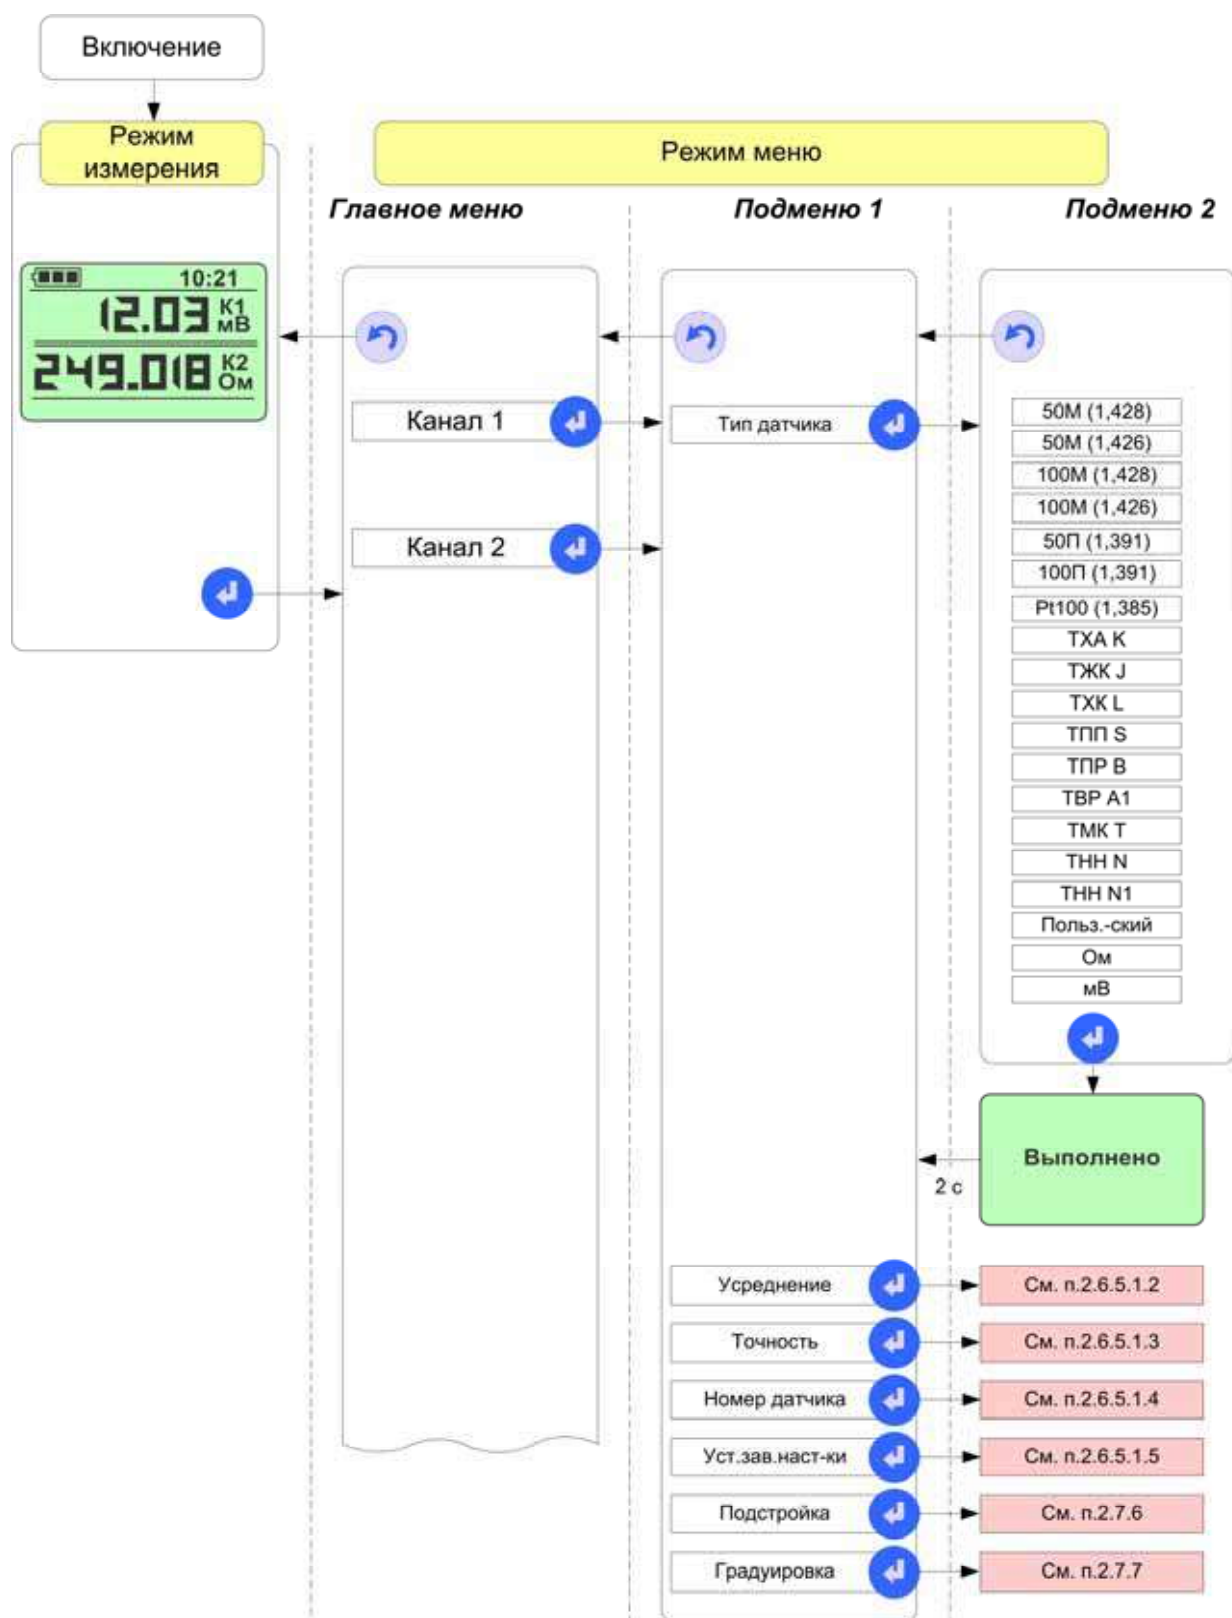 Включение
Режим
измерения
Режим меню
Главное меню
Подменю 1
Подменю 2
10:21
12.03 К1
мВ
249.018 К2
Ом
Канал 1
Тип датчика
Канал 2
50М (1,428)
50М (1,426)
100М (1,428)
100М (1,426)
50П (1,391)
100П (1,391)
Pt100 (1,385)
ТХА K
ТЖК J
ТХК L
ТПП S
ТПР B
ТВР А1
ТМК T
ТНН N
ТНН N1
Польз.-ский
Ом
мВ
Выполнено
2 с
Усреднение
См. п.2.6.5.1.2
Точность
См. п.2.6.5.1.3
Номер датчика
См. п.2.6.5.1.4
Уст.зав.наст-ки
См. п.2.6.5.1.5
Подстройка
См. п.2.7.6
Градуировка
См. п.2.7.7